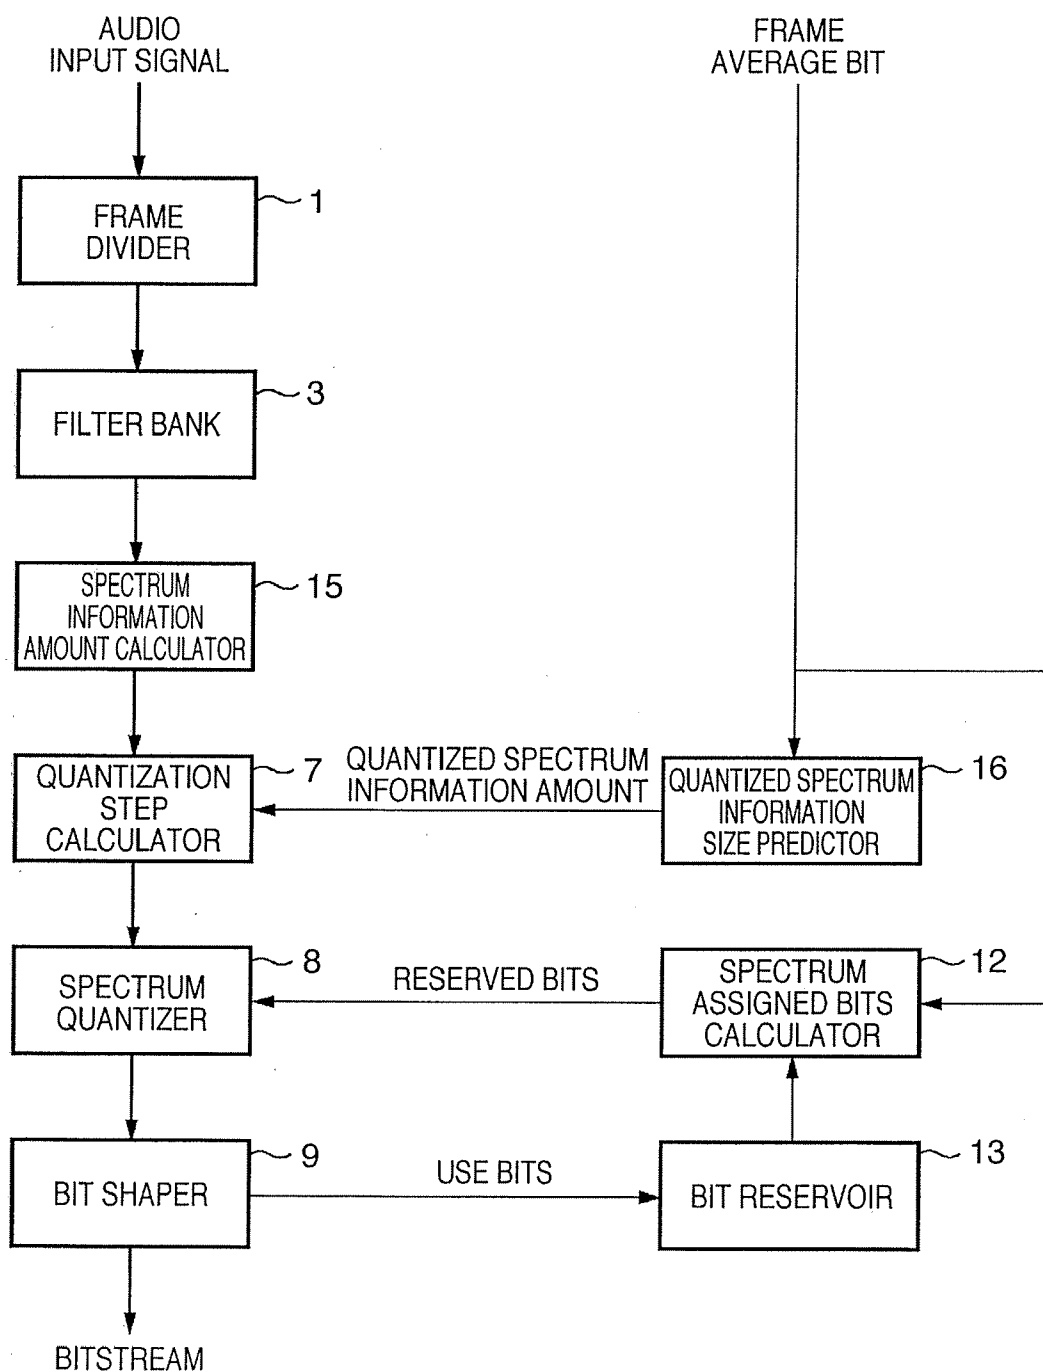 AUDIO
INPUT SIGNAL
FRAME
AVERAGE BIT
FRAME
DIVIDER
1
FILTER BANK
3
SPECTRUM
INFORMATION
AMOUNT CALCULATOR
15
QUANTIZATION
STEP
CALCULATOR
7
QUANTIZED SPECTRUM
INFORMATION AMOUNT
QUANTIZED SPECTRUM
INFORMATION
SIZE PREDICTOR
16
SPECTRUM
QUANTIZER
8
RESERVED BITS
SPECTRUM
ASSIGNED BITS
CALCULATOR
12
BIT SHAPER
9
USE BITS
BIT RESERVOIR
13
BITSTREAM